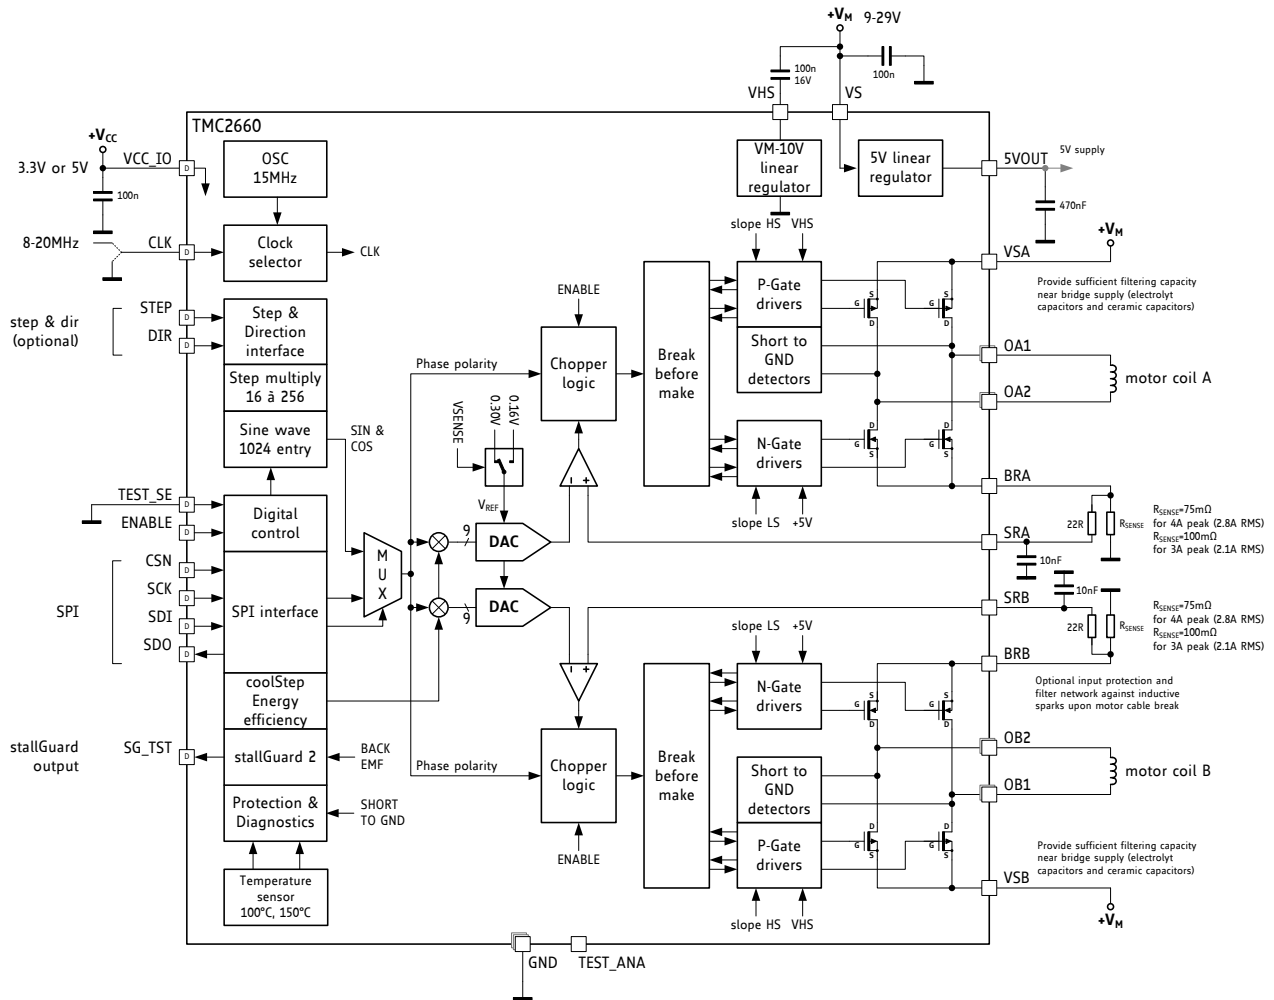 +VM 9-29V
100n
16V
100n
VHS
VS
TMC2660
+VCC
3.3V or 5V
VCC_IO
D
100n
OSC
15MHz
VM-10V
linear
regulator
5V linear
regulator
5VOUT
5V supply
470nF
8-20MHz
CLK
D
Clock
selector
CLK
slope HS
VHS
+VM
VSA
Provide sufficient filtering capacity
near bridge supply (electrolyt
capacitors and ceramic capacitors)
step & dir
(optional)
STEP
D
DIR
D
Step &
Direction
interface
ENABLE
P-Gate
drivers
S
G
D
S
G
D
Short to
GND
detectors
OA1
motor coil A
OA2
Step multiply
16 à 256
Phase polarity
Chopper
logic
Break
before
make
Sine wave
1024 entry
SIN &
COS
VSENSE
0.30V
0.16V
N-Gate
drivers
D
G
S
D
G
S
– +
BRA
TEST_SE
D
ENABLE
D
Digital
control
VREF
slope LS
+5V
22R
RSENSE
RSENSE=75mΩ
for 4A peak (2.8A RMS)
RSENSE=100mΩ
for 3A peak (2.1A RMS)
SRA
10nF
M
U
X
9
DAC
SPI
CSN
D
SCK
D
SDI
D
SDO
D
SPI interface
9
DAC
10nF
SRB
22R
RSENSE
RSENSE=75mΩ
for 4A peak (2.8A RMS)
RSENSE=100mΩ
for 3A peak (2.1A RMS)
slope LS
+5V
BRB
– +
coolStep
Energy
efficiency
N-Gate
drivers
S
G
D
S
G
D
Optional input protection and
filter network against inductive
sparks upon motor cable break
stallGuard
output
SG_TST
D
stallGuard 2
BACK
EMF
Phase polarity
Chopper
logic
Break
before
make
Short to
GND
detectors
OB2
motor coil B
OB1
Protection &
Diagnostics
SHORT
TO GND
ENABLE
P-Gate
drivers
D
G
S
D
G
S
Provide sufficient filtering capacity
near bridge supply (electrolyt
capacitors and ceramic capacitors)
VSB
+VM
Temperature
sensor
100°C, 150°C
slope HS
VHS
GND
TEST_ANA